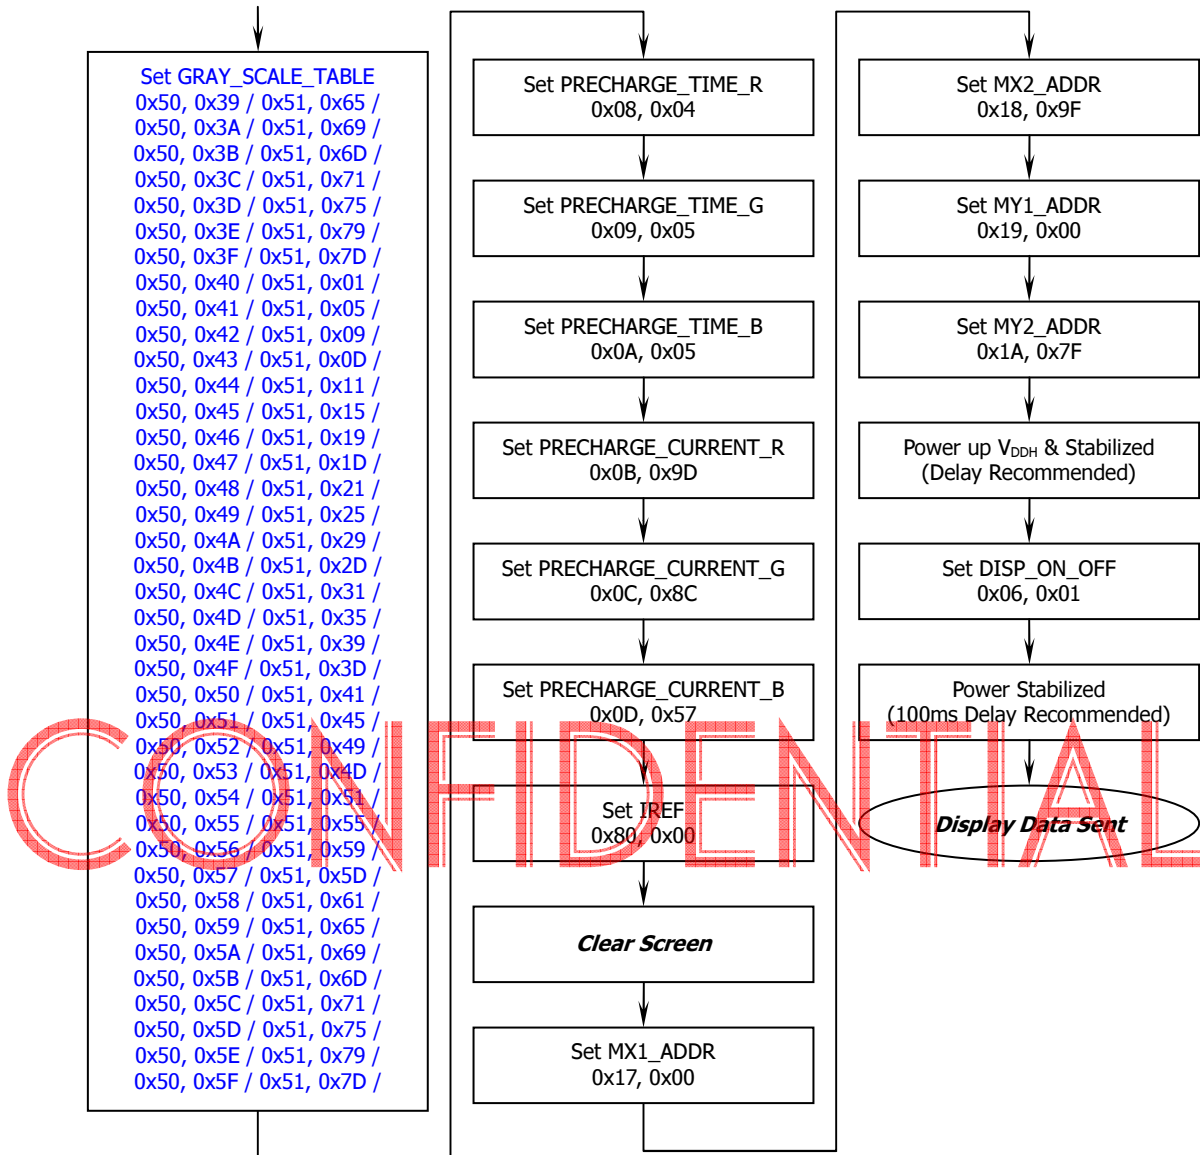 Set GRAY_SCALE_TABLE
0x50, 0x39 / 0x51, 0x65 /
0x50, 0x3A / 0x51, 0x69 /
0x50, 0x3B / 0x51, 0x6D /
0x50, 0x3C / 0x51, 0x71 /
0x50, 0x3D / 0x51, 0x75 /
0x50, 0x3E / 0x51, 0x79 /
0x50, 0x3F / 0x51, 0x7D /
0x50, 0x40 / 0x51, 0x01 /
0x50, 0x41 / 0x51, 0x05 /
0x50, 0x42 / 0x51, 0x09 /
0x50, 0x43 / 0x51, 0x0D /
0x50, 0x44 / 0x51, 0x11 /
0x50, 0x45 / 0x51, 0x15 /
0x50, 0x46 / 0x51, 0x19 /
0x50, 0x47 / 0x51, 0x1D /
0x50, 0x48 / 0x51, 0x21 /
0x50, 0x49 / 0x51, 0x25 /
0x50, 0x4A / 0x51, 0x29 /
0x50, 0x4B / 0x51, 0x2D /
0x50, 0x4C / 0x51, 0x31 /
0x50, 0x4D / 0x51, 0x35 /
0x50, 0x4E / 0x51, 0x39 /
0x50, 0x4F / 0x51, 0x3D /
0x50, 0x50 / 0x51, 0x41 /
0x50, 0x51 / 0x51, 0x45 /
0x50, 0x52 / 0x51, 0x49 /
0x50, 0x53 / 0x51, 0x4D /
0x50, 0x54 / 0x51, 0x51 /
0x50, 0x55 / 0x51, 0x55 /
0x50, 0x56 / 0x51, 0x59 /
0x50, 0x57 / 0x51, 0x5D /
0x50, 0x58 / 0x51, 0x61 /
0x50, 0x59 / 0x51, 0x65 /
0x50, 0x5A / 0x51, 0x69 /
0x50, 0x5B / 0x51, 0x6D /
0x50, 0x5C / 0x51, 0x71 /
0x50, 0x5D / 0x51, 0x75 /
0x50, 0x5E / 0x51, 0x79 /
0x50, 0x5F / 0x51, 0x7D /
Set PRECHARGE_TIME_R
0x08, 0x04
Set PRECHARGE_TIME_G
0x09, 0x05
Set PRECHARGE_TIME_B
0x0A, 0x05
Set PRECHARGE_CURRENT_R
0x0B, 0x9D
Set PRECHARGE_CURRENT_G
0x0C, 0x8C
Set PRECHARGE_CURRENT_B
0x0D, 0x57
Set IREF
0x80, 0x00
Clear Screen
Set MX1_ADDR
0x17, 0x00
Set MX2_ADDR
0x18, 0x9F
Set MY1_ADDR
0x19, 0x00
Set MY2_ADDR
0x1A, 0x7F
Power up VDDH & Stabilized
(Delay Recommended)
Set DISP_ON_OFF
0x06, 0x01
Power Stabilized
(100ms Delay Recommended)
Display Data Sent
CONFIDENTIAL